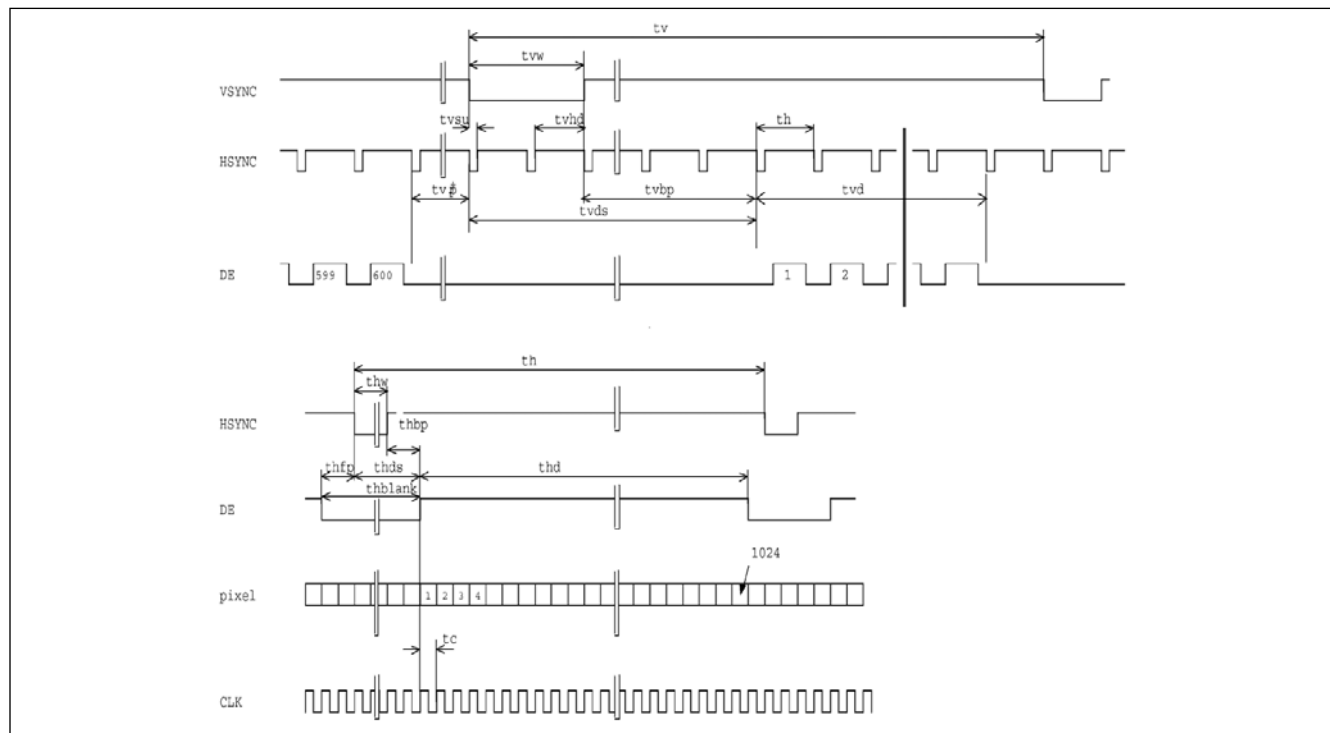 tv
tvw
VSYNC
tvsu
tvhd
th
HSYNC
tvbp
tvd
tvds
DE
599
600
1
2
th
thw
HSYNC
thbp
thfp
thds
thd
thblank
DE
1024
pixel
1
2
3
4
tc
CLK